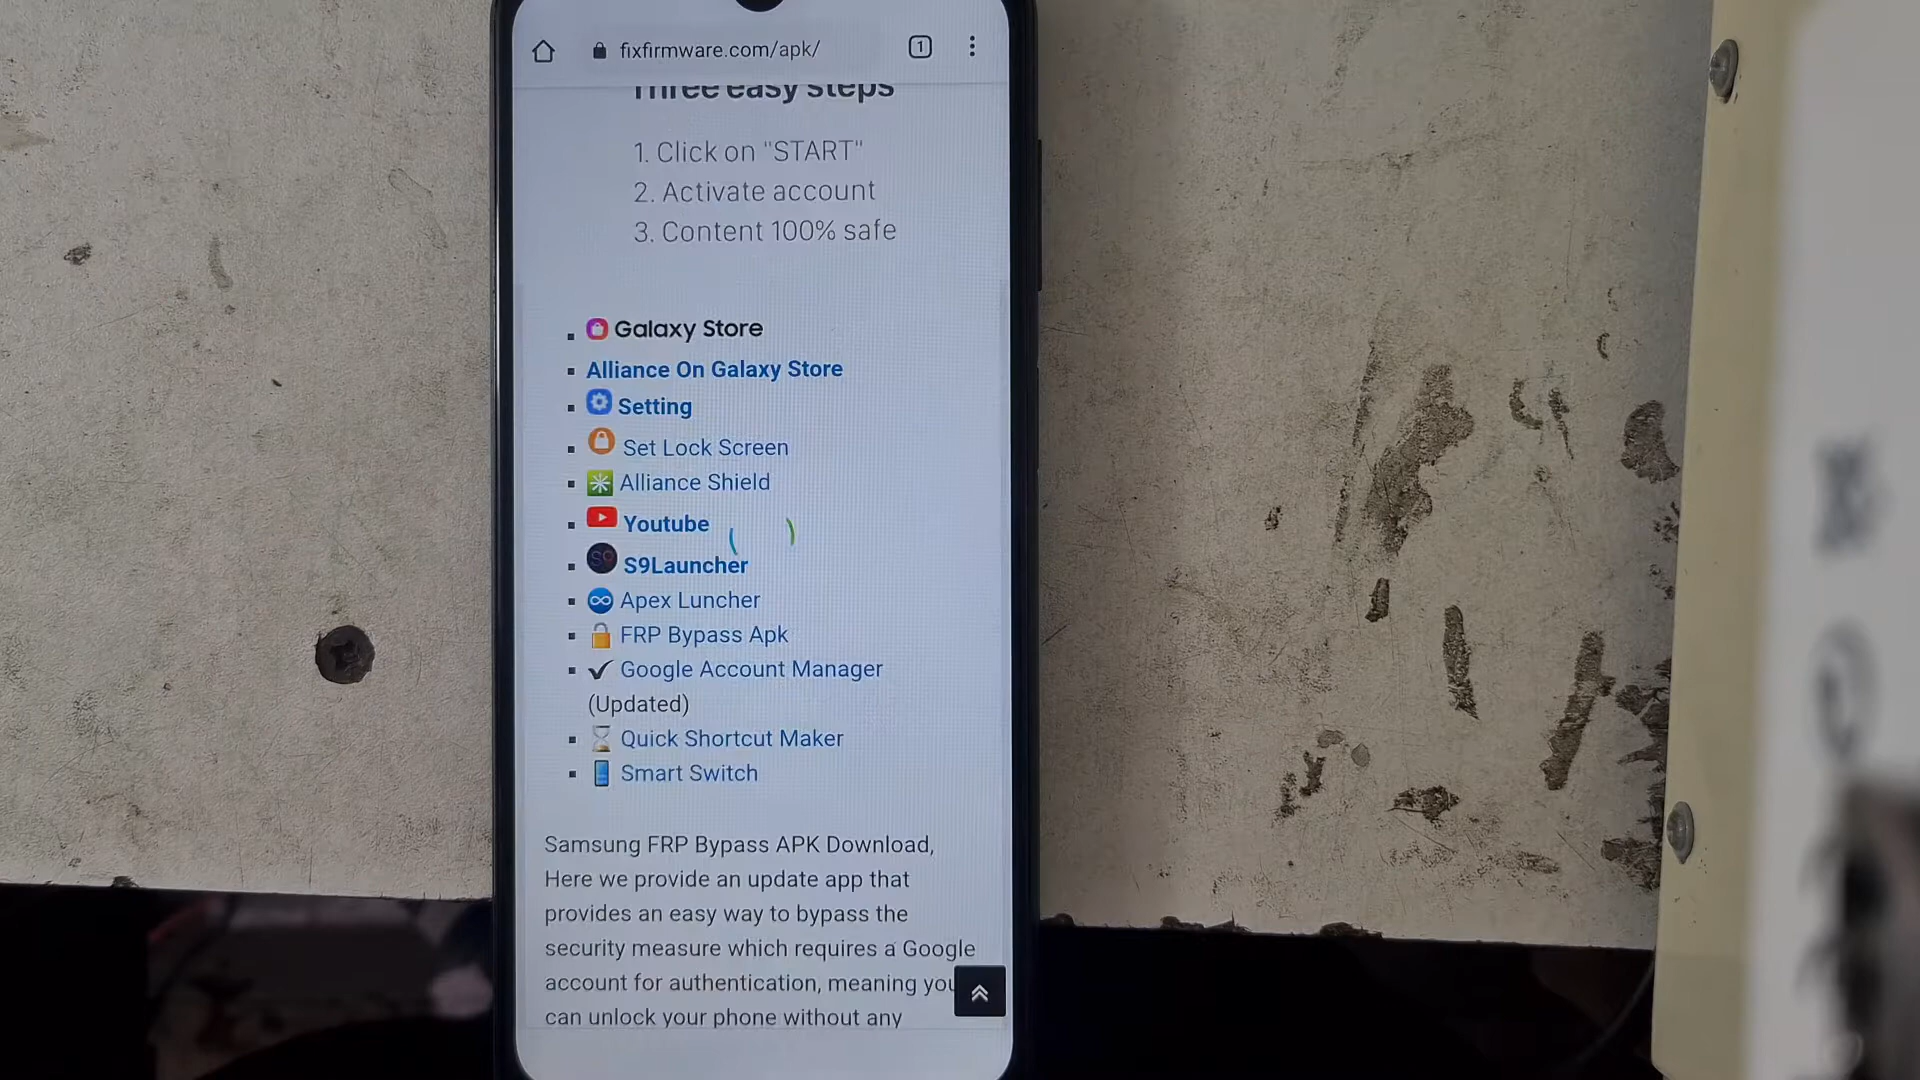 fixfirmware.com/apk/
1
Three easy steps
1. Click on "START"
2. Activate account
3. Content 100% safe
Galaxy Store
Alliance On Galaxy Store
Setting
Set Lock Screen
Alliance Shield
Youtube
S9 S9Launcher
Apex Luncher
FRP Bypass Apk
Google Account Manager
(Updated)
Quick Shortcut Maker
Smart Switch
Samsung FRP Bypass APK Download,
Here we provide an update app that
provides an easy way to bypass the
security measure which requires a Google
account for authentication, meaning you
can unlock your phone without any